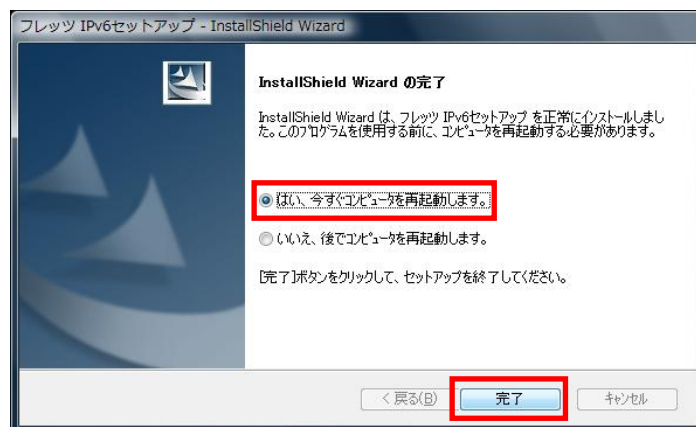 フレッツ IPv6セットアップ - InstallShield Wizard
InstallShield Wizard の完了
InstallShield Wizard は、フレッツ IPv6セットアップ を正常にインストールしまし
た。このプログラムを使用する前に、コンピュータを再起動する必要があります。
はい、今すぐコンピュータを再起動します。
いいえ、後でコンピュータを再起動します。
[完了]ボタンをクリックして、セットアップを終了してください。
< 戻る(B)
完了
キャンセル